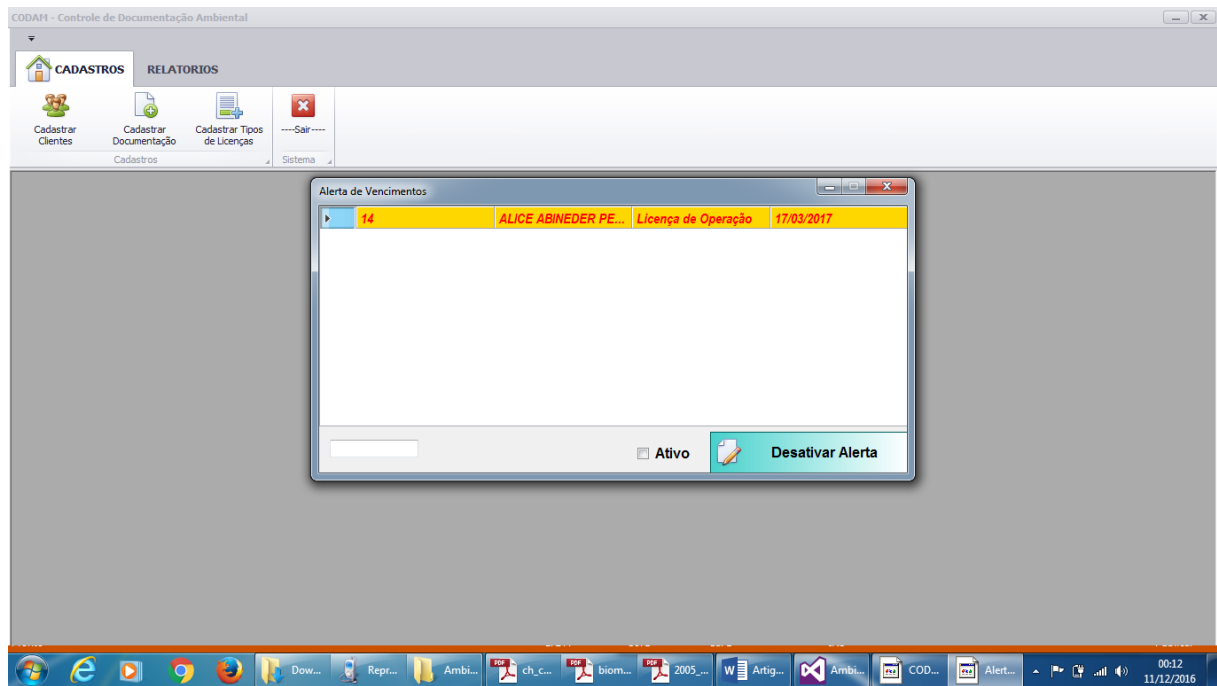 CODAM - Controle de Documentação Ambiental
CADASTROS RELATORIOS
Cadastrar Clientes
Cadastrar Documentação
Cadastrar Tipos de Licenças
----Sair----
Cadastros
Sistema
Alerta de Vencimentos
14 ALICE ABINEDER PE... Licença de Operação 17/03/2017
Ativo
Desativar Alerta
Dow... Repr... Ambi... ch_c... biom... 2005_... Artig... Ambi... COD... Alert...
00:12
11/12/2016